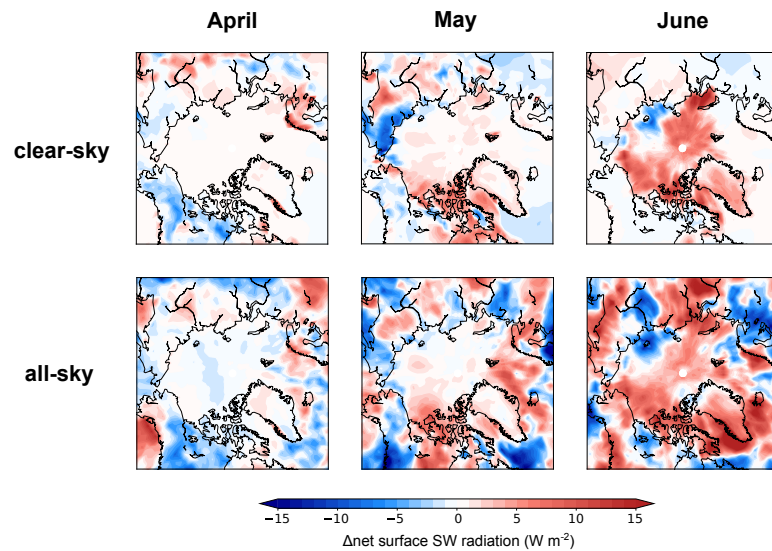 April May June
clear-sky
all-sky
−15 −10 −5 0 5 10 15
Δnet surface SW radiation (W m⁻²)